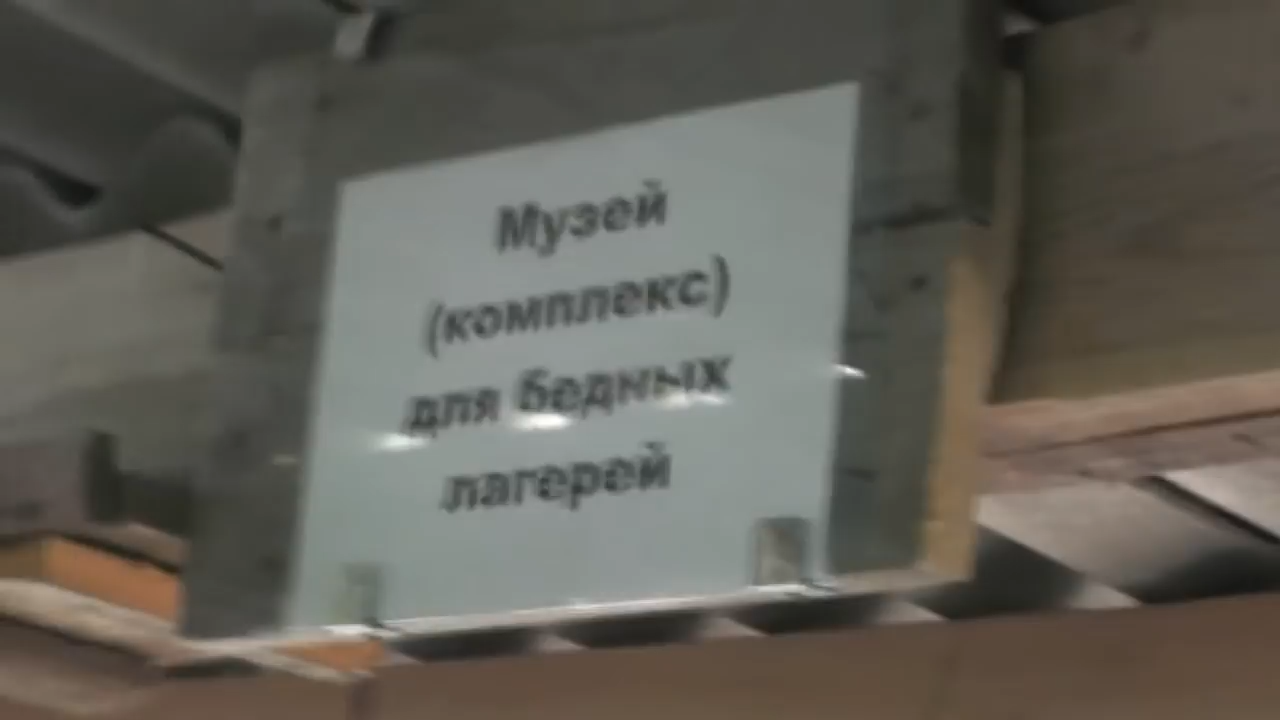 Музей
(комплекс)
для бедных
лагерей